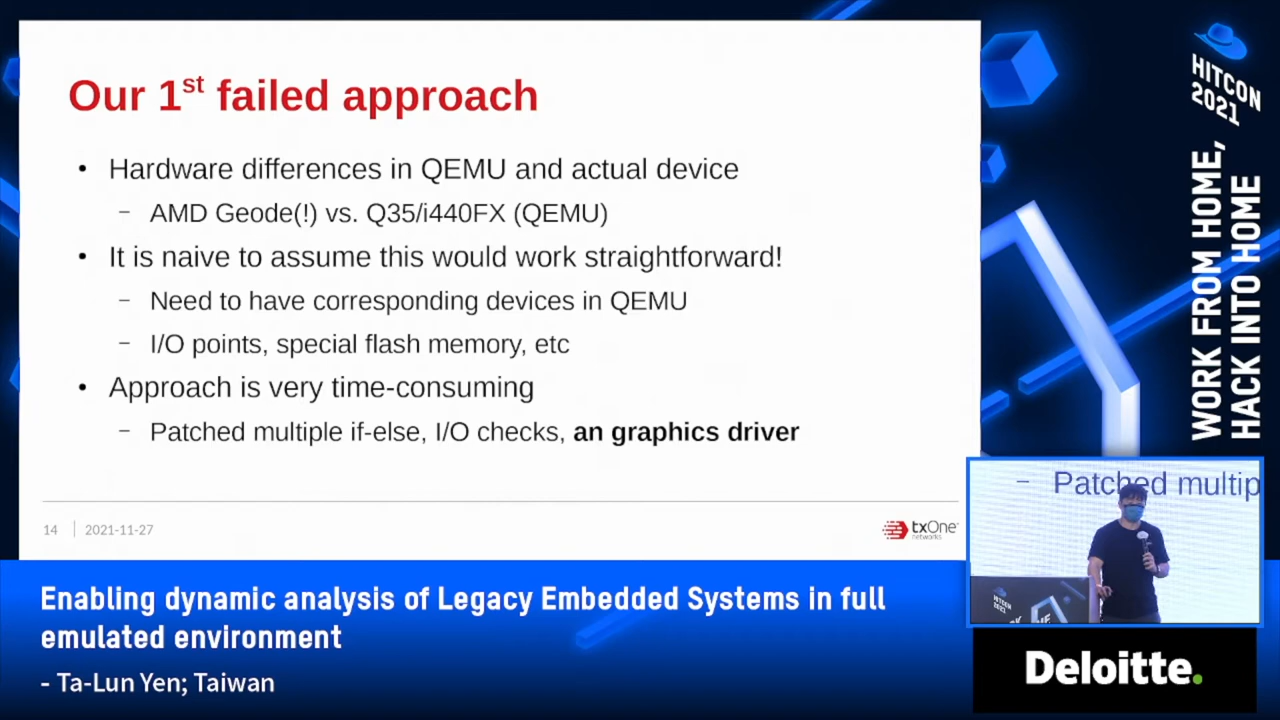 Our 1st failed approach
• Hardware differences in QEMU and actual device
– AMD Geode(!) vs. Q35/i440FX (QEMU)
• It is naive to assume this would work straightforward!
– Need to have corresponding devices in QEMU
– I/O points, special flash memory, etc
• Approach is very time-consuming
– Patched multiple if-else, I/O checks, an graphics driver
14 | 2021-11-27
txOne
networks
HITCON
2021
WORK FROM HOME,
HACK INTO HOME
– Patched multip
HITCON
2021
Enabling dynamic analysis of Legacy Embedded Systems in full
emulated environment
- Ta-Lun Yen; Taiwan
Deloitte.